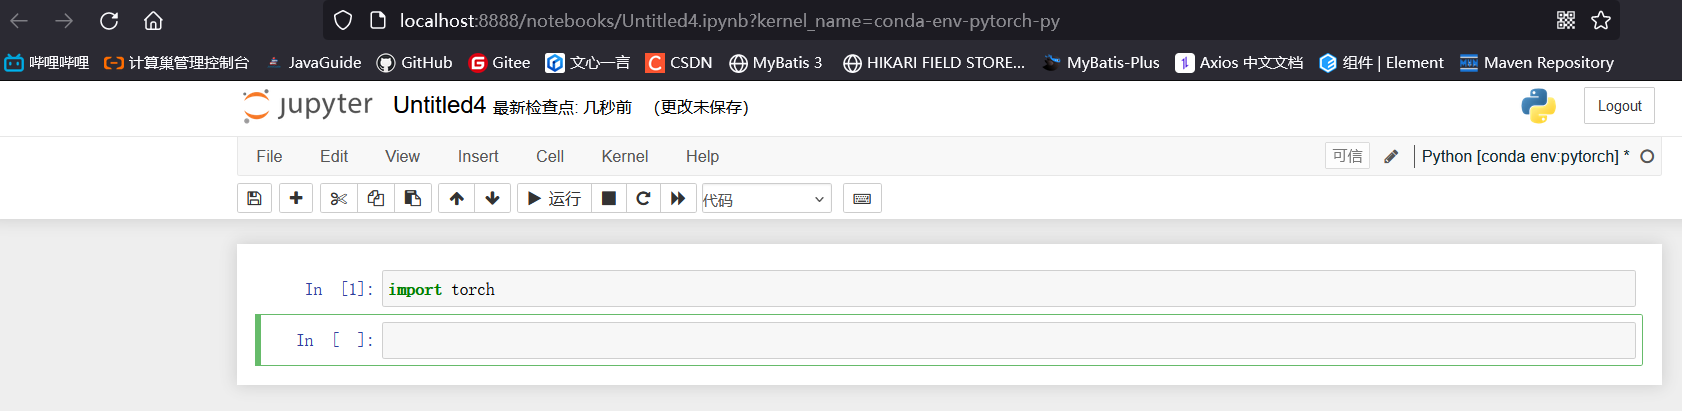 localhost:8888/notebooks/Untitled4.ipynb?kernel_name=conda-env-pytorch-py
哔哩哔哩 计算巢管理控制台 JavaGuide GitHub Gitee 文心一言 CSDN MyBatis 3 HIKARI FIELD STORE... MyBatis-Plus Axios 中文文档 组件 | Element Maven Repository
jupyter Untitled4 最新检查点: 几秒前 (更改未保存) Logout
File Edit View Insert Cell Kernel Help 可信 Python [conda env:pytorch] *
运行 代码
In [1]: import torch
In [ ]: